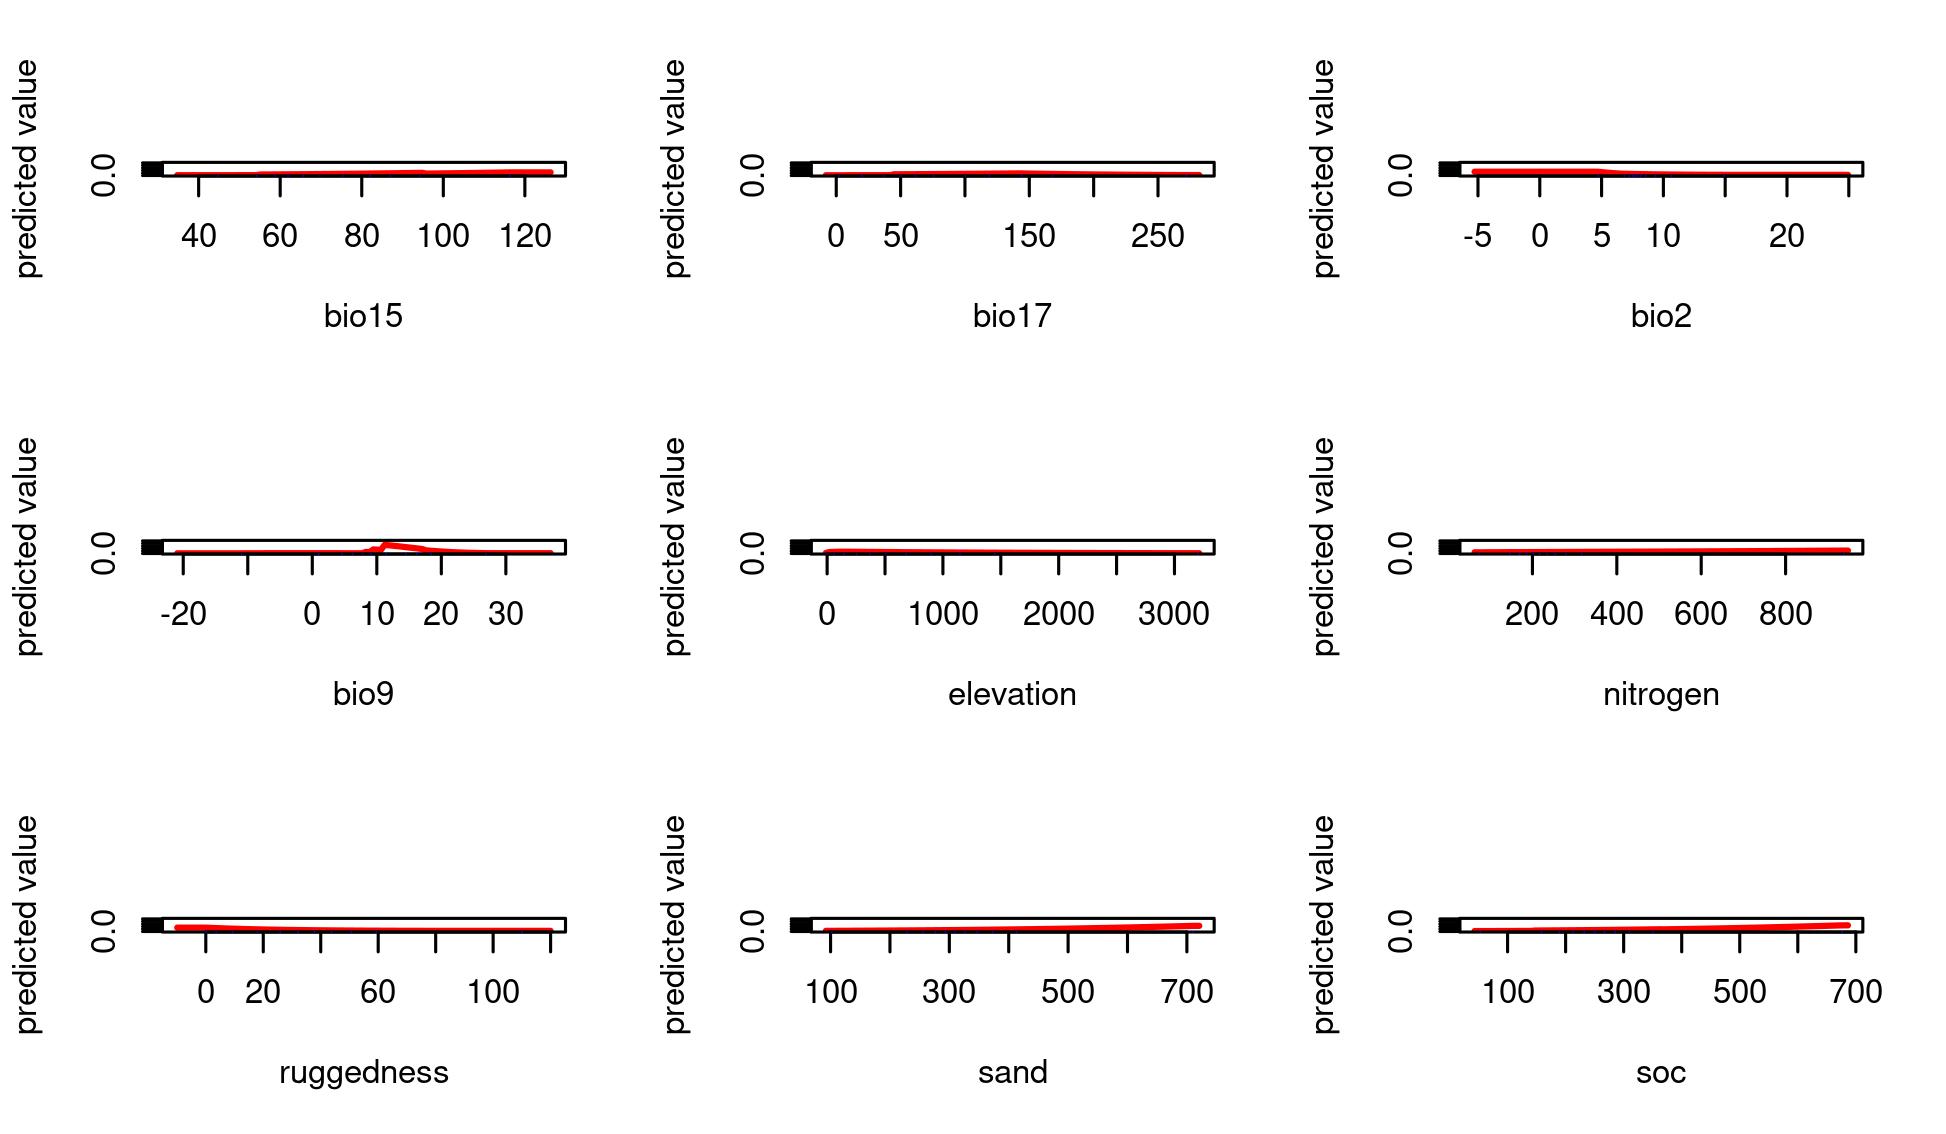 predicted value
0.0
40 60 80 100 120
bio15
predicted value
0.0
0 50 150 250
bio17
predicted value
0.0
-5 0 5 10 20
bio2
predicted value
0.0
-20 0 10 20 30
bio9
predicted value
0.0
0 1000 2000 3000
elevation
predicted value
0.0
200 400 600 800
nitrogen
predicted value
0.0
0 20 60 100
ruggedness
predicted value
0.0
100 300 500 700
sand
predicted value
0.0
100 300 500 700
soc